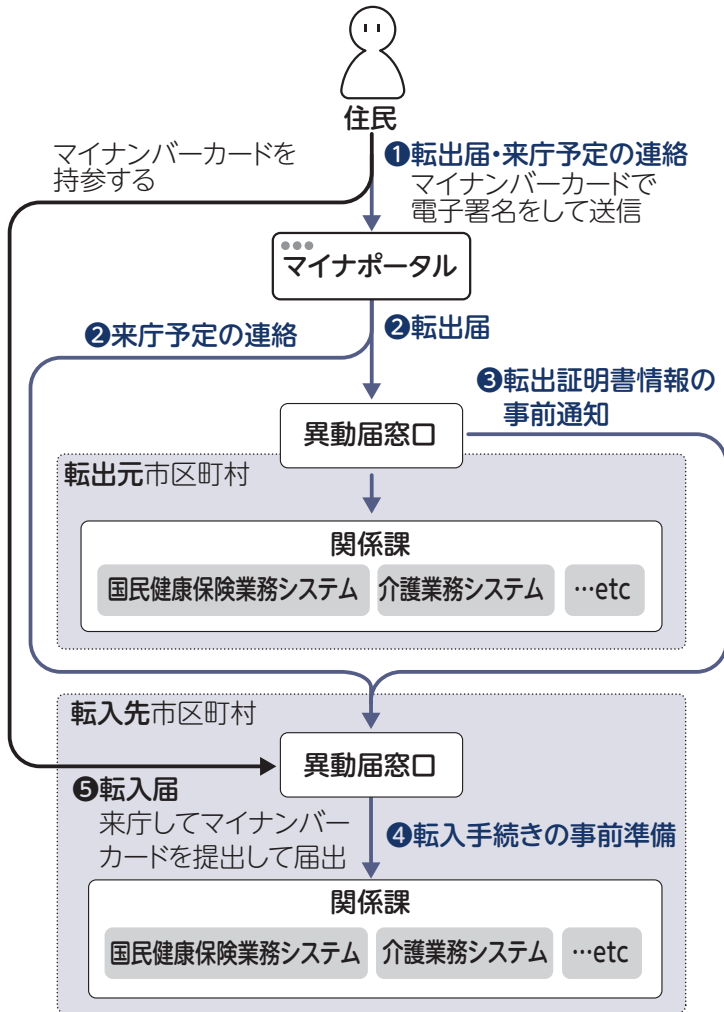 住民
マイナンバーカードを
持参する
❶転出届・来庁予定の連絡
マイナンバーカードで
電子署名をして送信
マイナポータル
❷来庁予定の連絡
❷転出届
❸転出証明書情報の
事前通知
異動届窓口
転出元市区町村
関係課
国民健康保険業務システム
介護業務システム
…etc
転入先市区町村
異動届窓口
❺転入届
来庁してマイナンバー
カードを提出して届出
❹転入手続きの事前準備
関係課
国民健康保険業務システム
介護業務システム
…etc